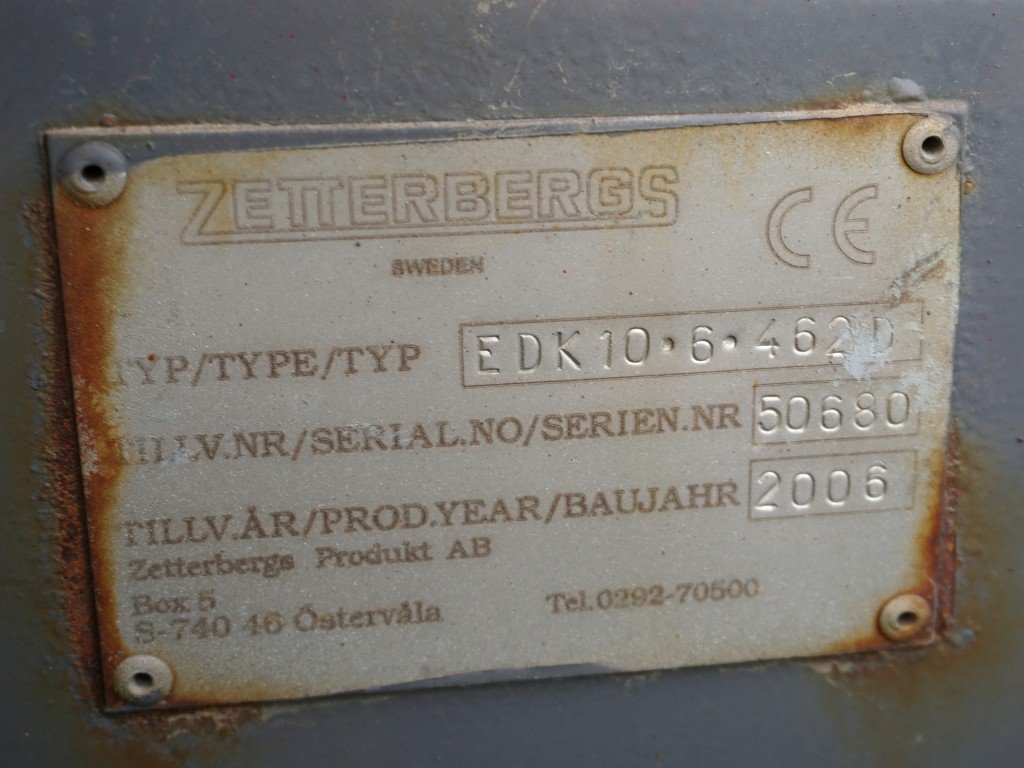 ZETTERBERGS
SWEDEN
CE
TYP/TYPE/TYP EDK10·6·462D
TILLV.NR/SERIAL.NO/SERIEN.NR 50680
TILLV.ÅR/PROD.YEAR/BAUJAHR 2006
Zetterbergs Produkt AB
Box 5
S-740 46 Östervåla Tel.0292-70500